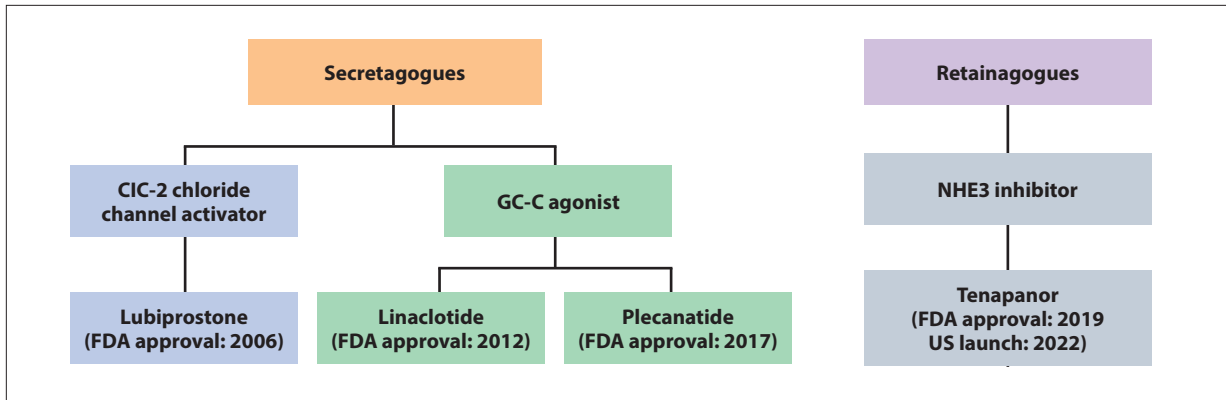 Secretagogues
Retainagogues
CIC-2 chloride
channel activator
GC-C agonist
NHE3 inhibitor
Lubiprostone
(FDA approval: 2006)
Linaclotide
(FDA approval: 2012)
Plecanatide
(FDA approval: 2017)
Tenapanor
(FDA approval: 2019
US launch: 2022)